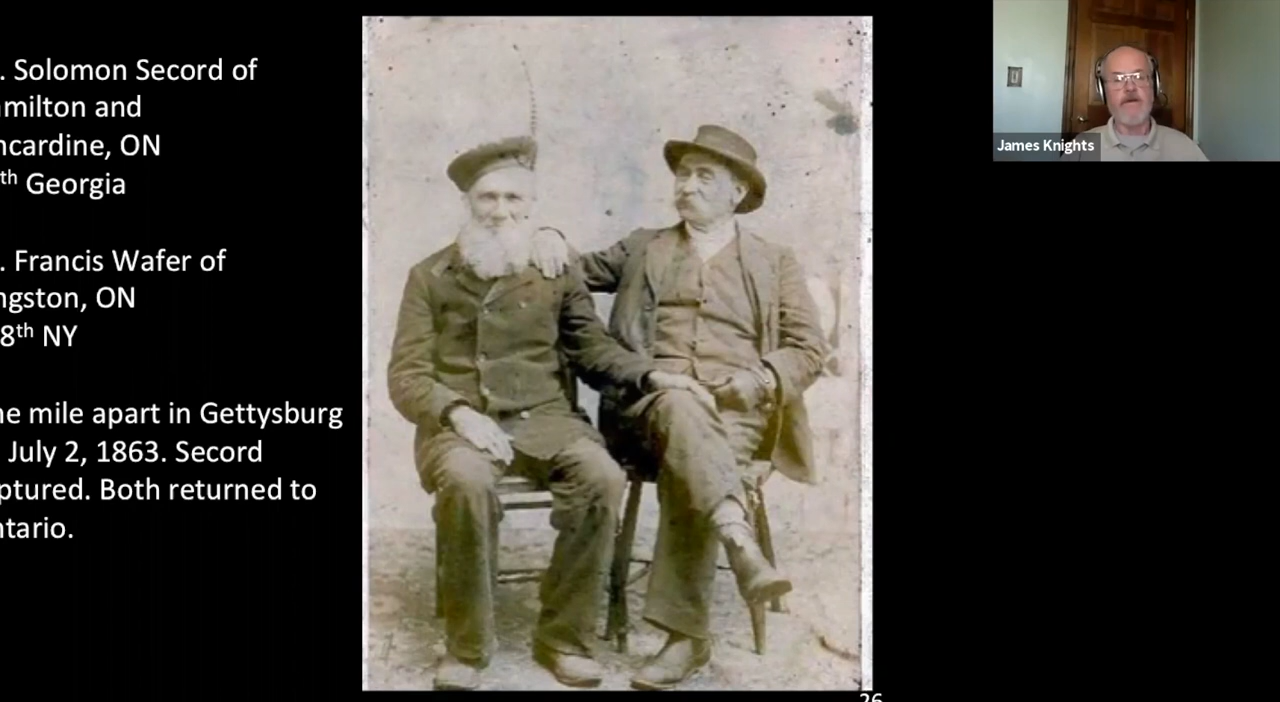 . Solomon Secord of
amilton and
ncardine, ON
th Georgia
. Francis Wafer of
ngston, ON
8th NY
ne mile apart in Gettysburg
July 2, 1863. Secord
ptured. Both returned to
ntario.
James Knights
26